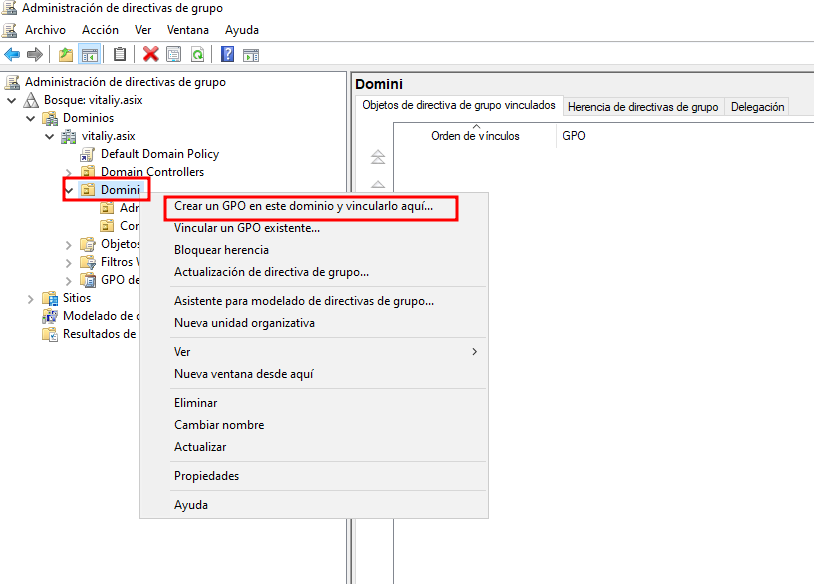 Administración de directivas de grupo
Archivo Acción Ver Ventana Ayuda
Administración de directivas de grupo
Bosque: vitaliy.asix
Dominios
vitaliy.asix
Default Domain Policy
Domain Controllers
Domini
Adr
Cor
Objetos
Filtros
GPO de
Sitios
Modelado de
Resultados de
Crear un GPO en este dominio y vincularlo aquí...
Vincular un GPO existente...
Bloquear herencia
Actualización de directiva de grupo...
Asistente para modelado de directivas de grupo...
Nueva unidad organizativa
Ver
Nueva ventana desde aquí
Eliminar
Cambiar nombre
Actualizar
Propiedades
Ayuda
Domini
Objetos de directiva de grupo vinculados Herencia de directivas de grupo Delegación
Orden de vínculos GPO